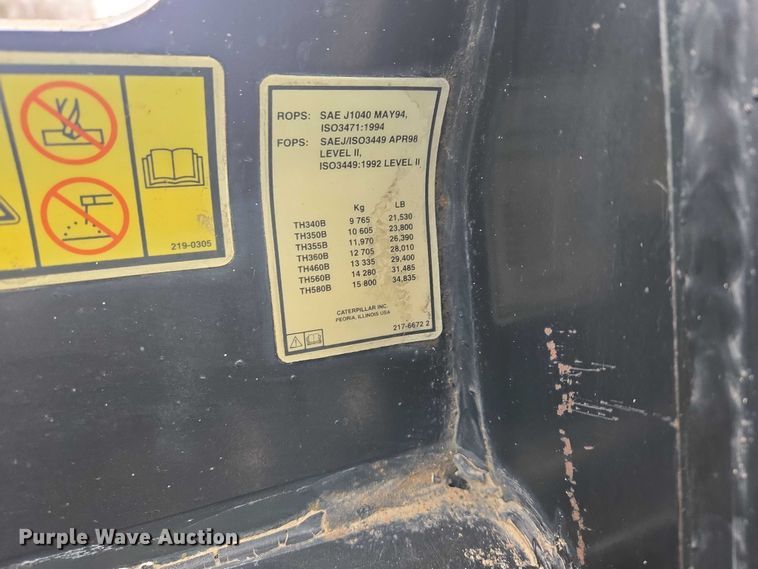 219-0305
ROPS: SAE J1040 MAY94,
ISO3471:1994
FOPS: SAEJ/ISO3449 APR98
LEVEL II,
ISO3449:1992 LEVEL II
Kg LB
TH340B 9 765 21,530
TH350B 10 605 23,800
TH355B 11,970 26,390
TH360B 12 705 28,010
TH460B 13 335 29,400
TH560B 14 280 31,485
TH580B 15 800 34,835
CATERPILLAR INC.
PEORIA, ILLINOIS USA
217-6672 2
Purple Wave Auction